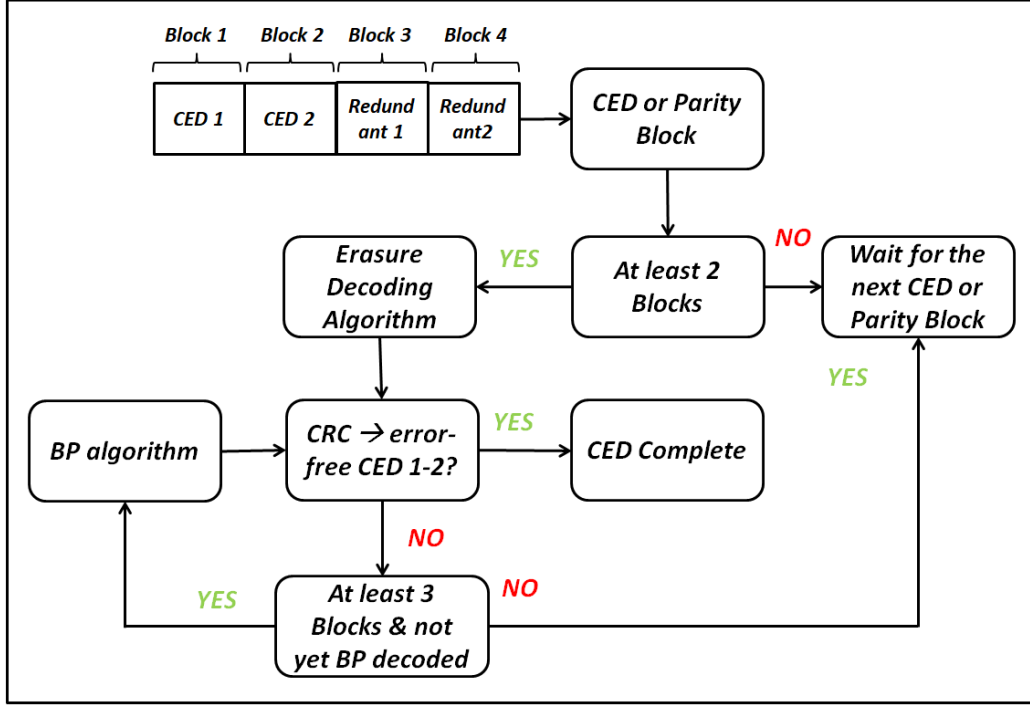 Block 1 Block 2 Block 3 Block 4
CED 1
CED 2
Redund
ant 1
Redund
ant2
CED or Parity
Block
Erasure
Decoding
Algorithm
YES
At least 2
Blocks
NO
Wait for the
next CED or
Parity Block
YES
BP algorithm
CRC → error-
free CED 1-2?
YES
CED Complete
NO
YES
At least 3
Blocks & not
yet BP decoded
NO